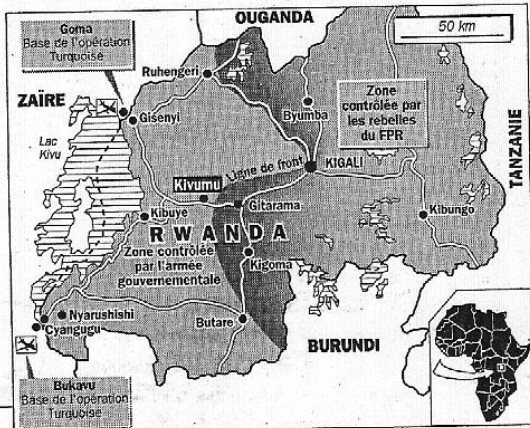 OUGANDA
50 km
Goma
Base de l'opération
Turquoise
Ruhengeri
ZAÏRE
Gisenyi
Byumba
Zone
contrôlée par
les rebelles
du FPR
TANZANIE
Lac
Kivu
Ligne de front
KIGALI
Kivumu
Kibuye
Gitarama
Kibungo
RWANDA
Zone contrôlée
par l'armée
gouvernementale
Kigoma
Nyarushishi
Cyangugu
Butare
BURUNDI
Bukavu
Base de l'opération
Turquoise